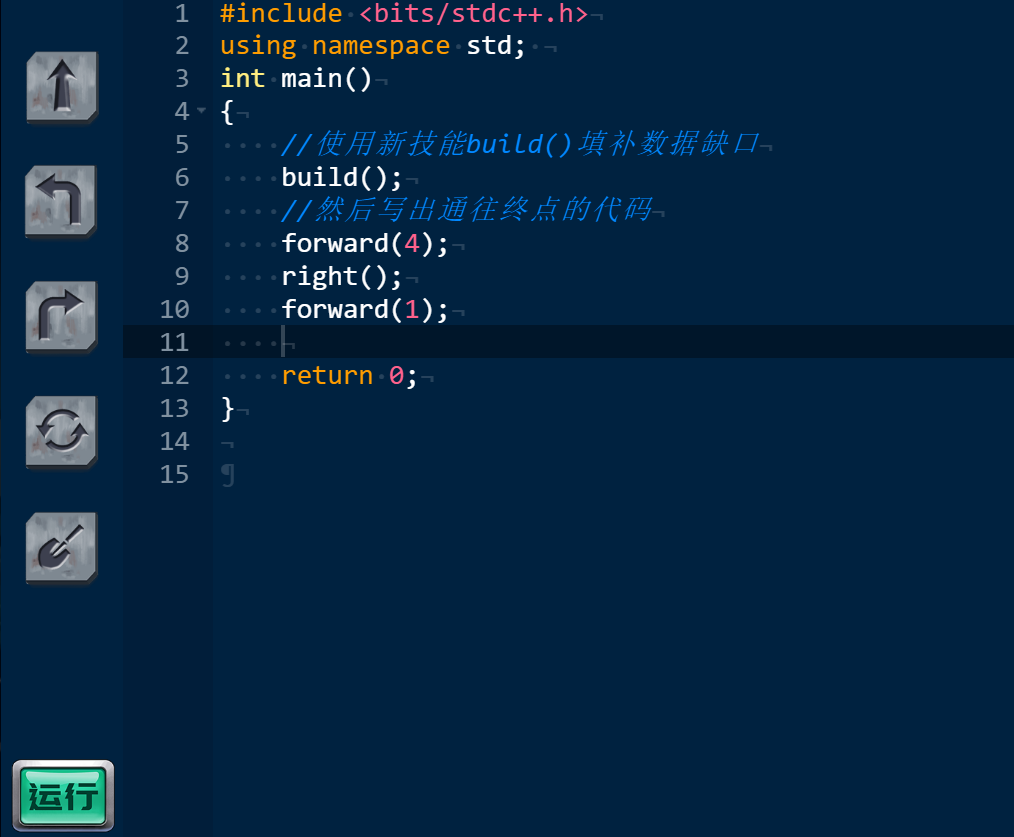 1 #include <bits/stdc++.h>
2 using namespace std;
3 int main()
4 {
5 //使用新技能build()填补数据缺口
6 build();
7 //然后写出通往终点的代码
8 forward(4);
9 right();
10 forward(1);
11
12 return 0;
13 }
14
15
运行